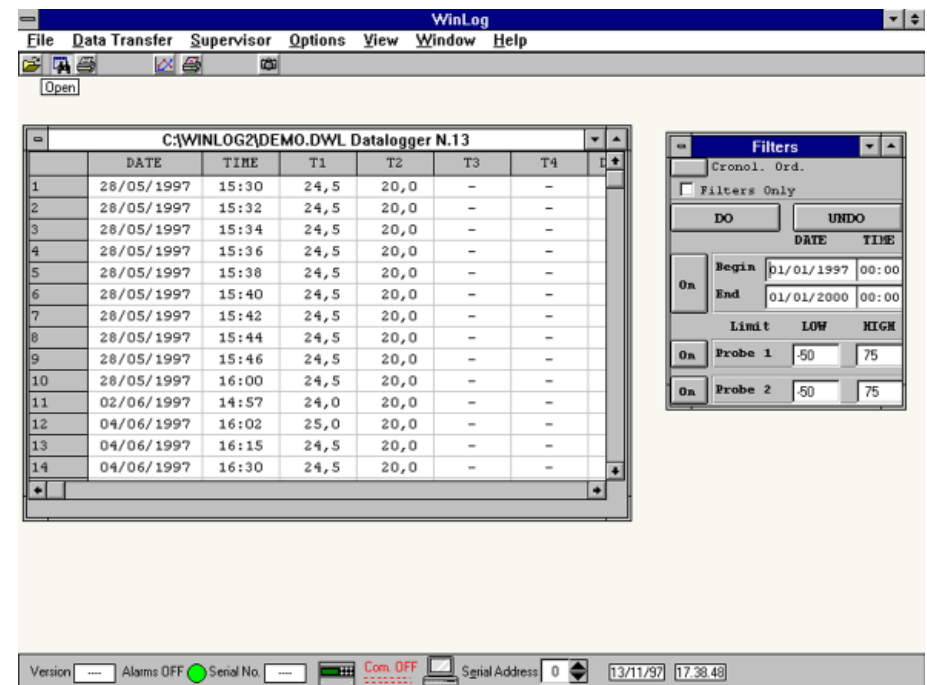 WinLog
File Data Transfer Supervisor Options View Window Help
Open
C:\WINLOG2\DEMO.DWL Datalogger N.13
DATE TIME T1 T2 T3 T4 D
1 28/05/1997 15:30 24,5 20,0 - -
2 28/05/1997 15:32 24,5 20,0 - -
3 28/05/1997 15:34 24,5 20,0 - -
4 28/05/1997 15:36 24,5 20,0 - -
5 28/05/1997 15:38 24,5 20,0 - -
6 28/05/1997 15:40 24,5 20,0 - -
7 28/05/1997 15:42 24,5 20,0 - -
8 28/05/1997 15:44 24,5 20,0 - -
9 28/05/1997 15:46 24,5 20,0 - -
10 28/05/1997 16:00 24,5 20,0 - -
11 02/06/1997 14:57 24,0 20,0 - -
12 04/06/1997 16:02 25,0 20,0 - -
13 04/06/1997 16:15 24,5 20,0 - -
14 04/06/1997 16:30 24,5 20,0 - -
Filters
Cronol. Ord.
Filters Only
DO UNDO
DATE TIME
On
Begin 01/01/1997 00:00
End 01/01/2000 00:00
Limit LOW HIGH
On Probe 1 -50 75
On Probe 2 -50 75
Version ---- Alarms OFF Serial No. ---- Com. OFF Serial Address 0 13/11/97 17.38.48